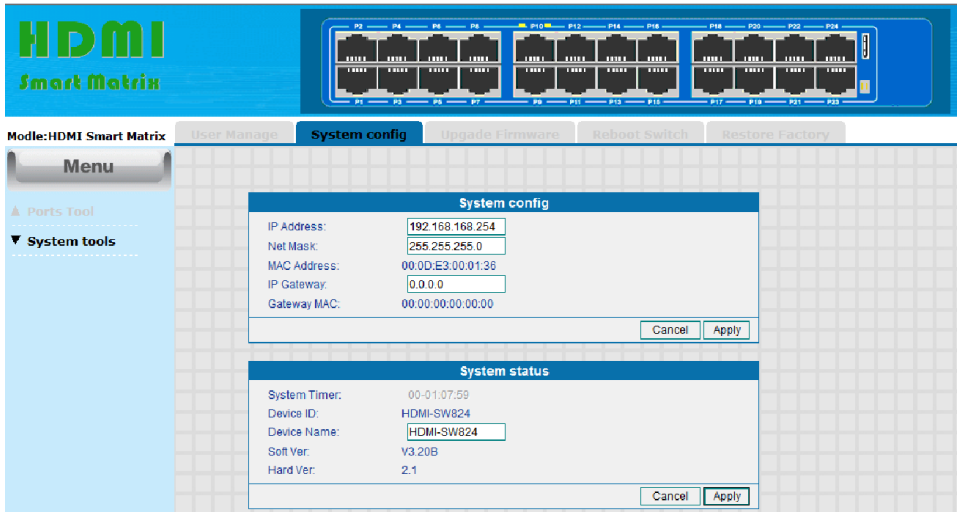 HDMI
Smart Matrix
P2 P4 P6 P8 P10 P12 P14 P16 P18 P20 P22 P24
P1 P3 P5 P7 P9 P11 P13 P15 P17 P19 P21 P23
Modle:HDMI Smart Matrix
User Manage System config Upgade Firmware Reboot Switch Restore Factory
Menu
Ports Tool
System tools
System config
IP Address: 192.168.168.254
Net Mask: 255.255.255.0
MAC Address: 00:0D:E3:00:01:36
IP Gateway: 0.0.0.0
Gateway MAC: 00:00:00:00:00:00
Cancel Apply
System status
System Timer: 00-01:07:59
Device ID: HDMI-SW824
Device Name: HDMI-SW824
Soft Ver: V3.20B
Hard Ver: 2.1
Cancel Apply